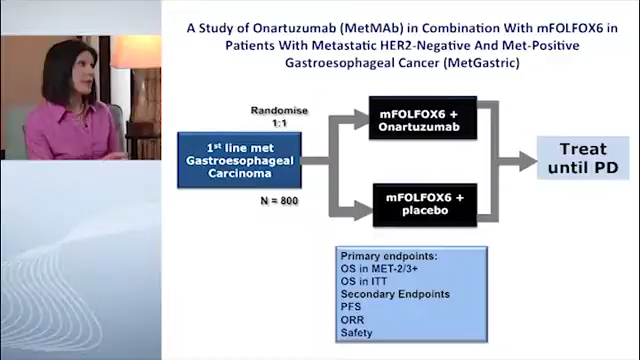 A Study of Onartuzumab (MetMAb) in Combination With mFOLFOX6 in
Patients With Metastatic HER2-Negative And Met-Positive
Gastroesophageal Cancer (MetGastric)
Randomise
1:1
1st line met
Gastroesophageal
Carcinoma
N = 800
mFOLFOX6 +
Onartuzumab
mFOLFOX6 +
placebo
Treat
until PD
Primary endpoints:
OS in MET-2/3+
OS in ITT
Secondary Endpoints
PFS
ORR
Safety